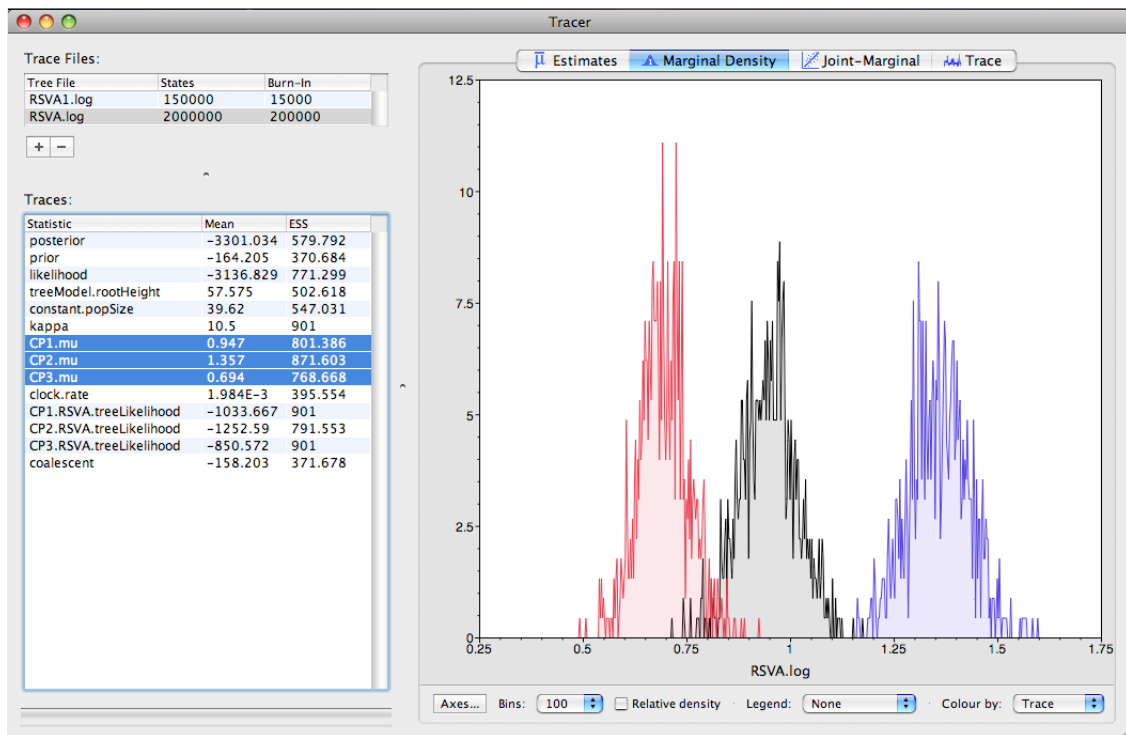 Tracer
Trace Files:
Tree File States Burn-In
RSVA1.log 150000 15000
RSVA.log 2000000 200000
+ −
Traces:
Statistic Mean ESS
posterior -3301.034 579.792
prior -164.205 370.684
likelihood -3136.829 771.299
treeModel.rootHeight 57.575 502.618
constant.popSize 39.62 547.031
kappa 10.5 901
CP1.mu 0.947 801.386
CP2.mu 1.357 871.603
CP3.mu 0.694 768.668
clock.rate 1.984E-3 395.554
CP1.RSVA.treeLikelihood -1033.667 901
CP2.RSVA.treeLikelihood -1252.59 791.553
CP3.RSVA.treeLikelihood -850.572 901
coalescent -158.203 371.678
μ Estimates Marginal Density Joint-Marginal Trace
12.5
10
7.5
5
2.5
0
0.25 0.5 0.75 1 1.25 1.5 1.75
RSVA.log
Axes... Bins: 100 Relative density Legend: None Colour by: Trace